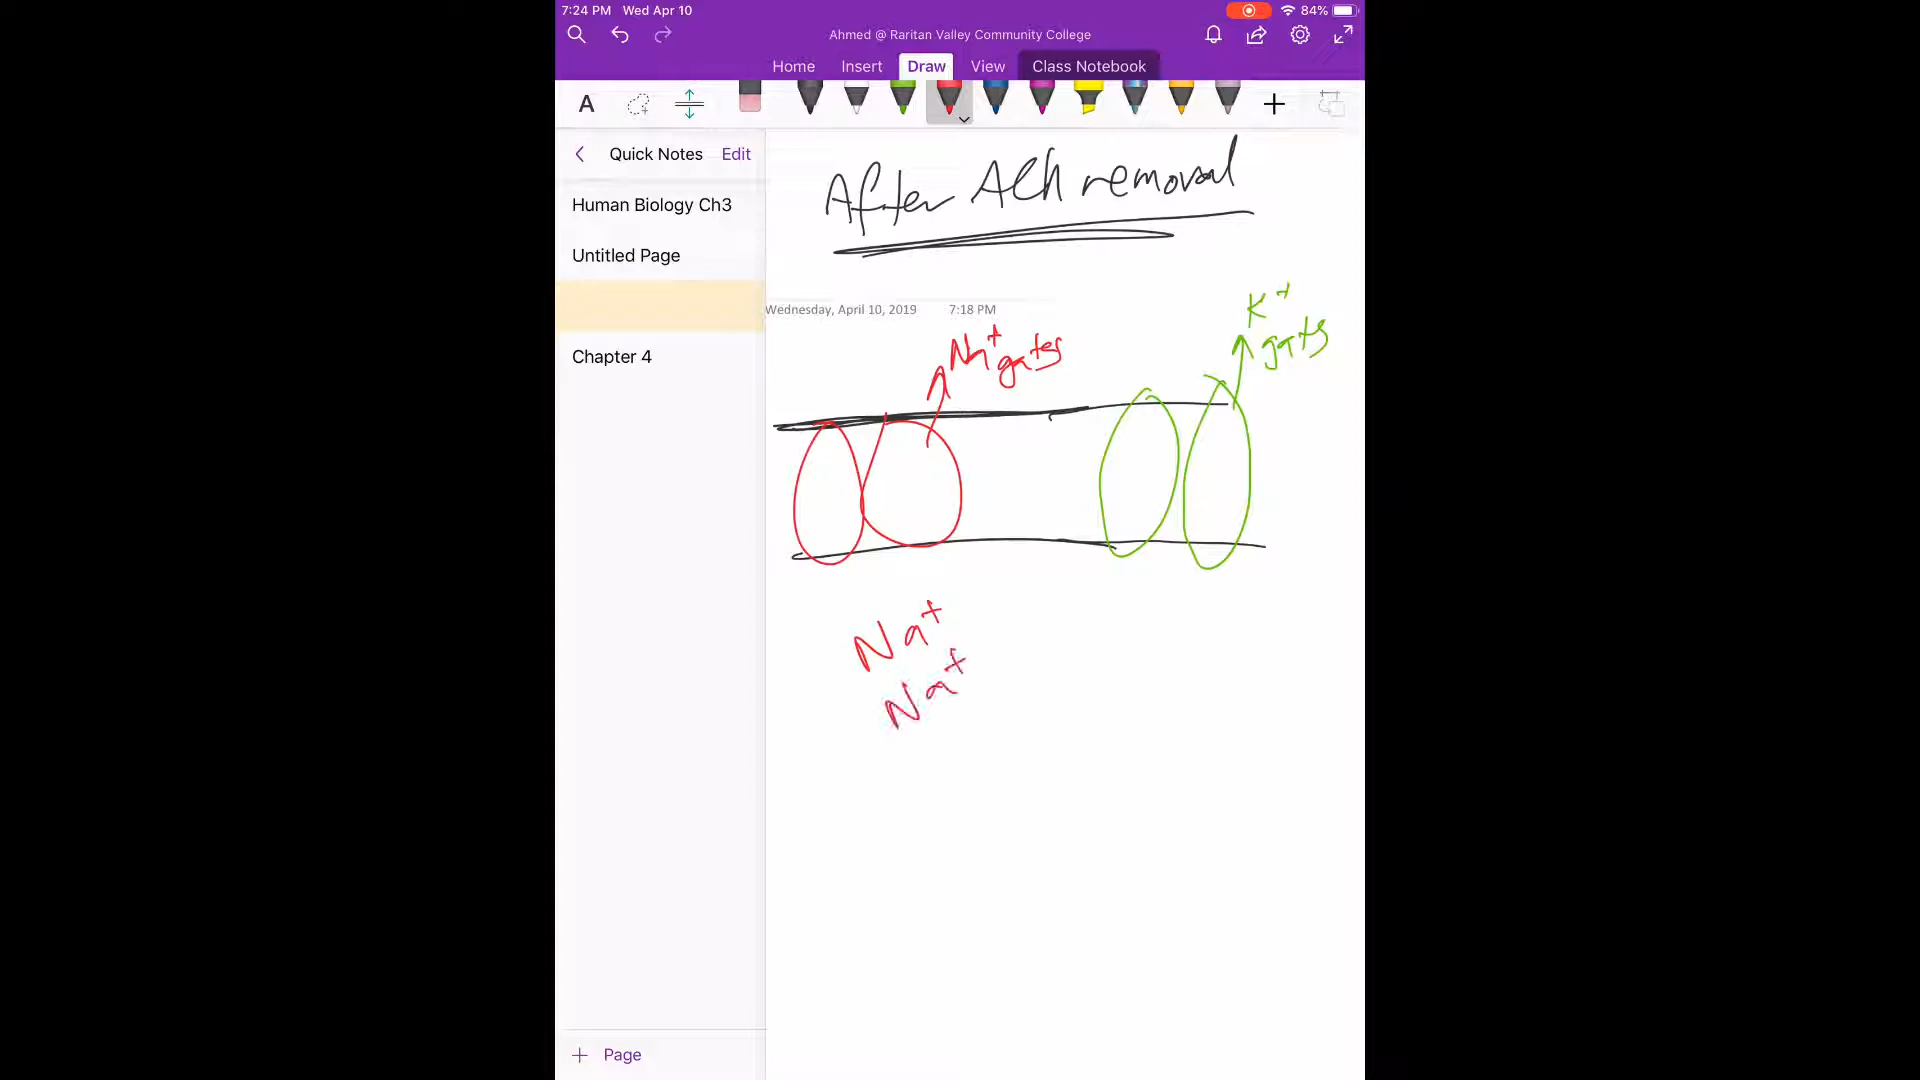 7:24 PM Wed Apr 10 84%
Ahmed @ Raritan Valley Community College
Home Insert Draw View Class Notebook
A
Quick Notes Edit
Human Biology Ch3
Untitled Page
Chapter 4
Page
After ACh removal
Wednesday, April 10, 2019 7:18 PM
Na+
gates
K+
gats
Na+
Na+